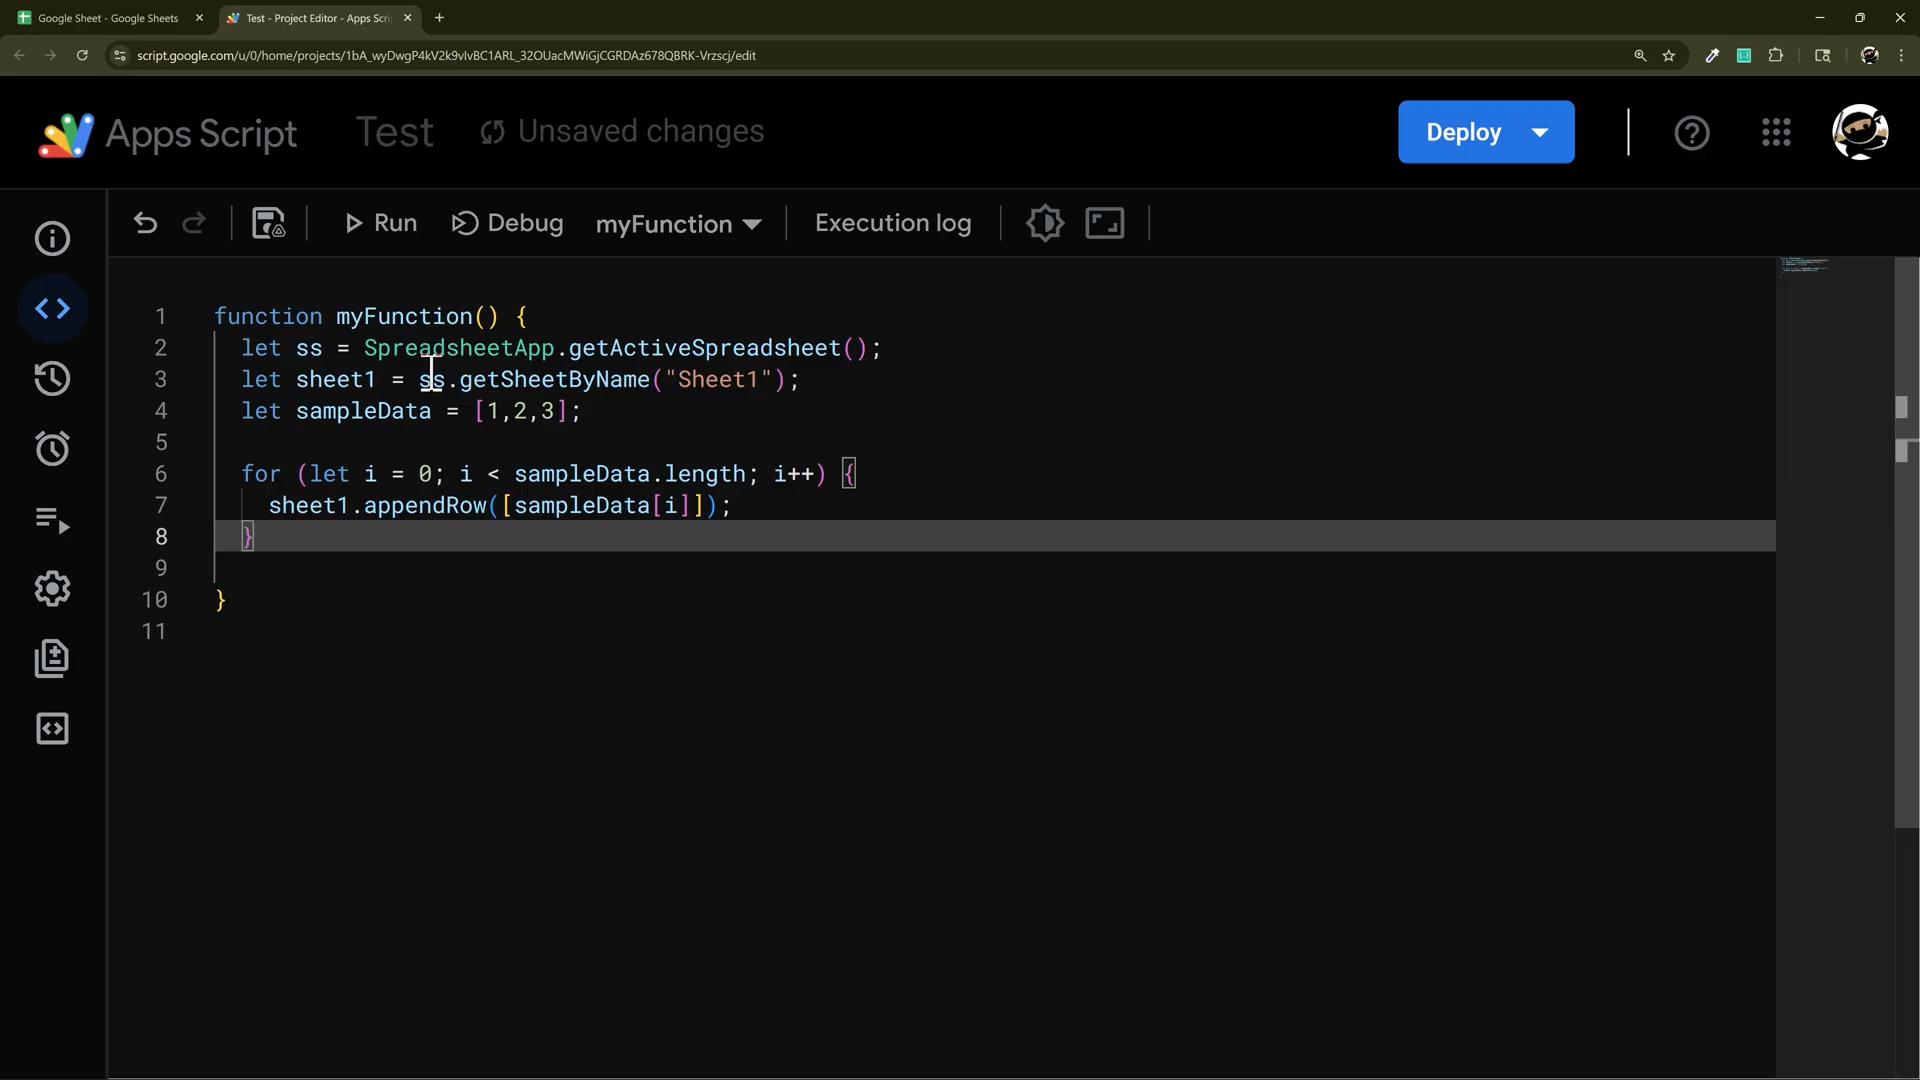 Google Sheet - Google Sheets
Test - Project Editor - Apps Scri
script.google.com/u/0/home/projects/1bA_wyDwgP4kV2k9vIvBC1ARL_32OUacMWiGjCGRDAz678QBRK-Vrzscj/edit
Apps Script Test Unsaved changes Deploy
Run Debug myFunction Execution log
1 function myFunction() {
2 let ss = SpreadsheetApp.getActiveSpreadsheet();
3 let sheet1 = ss.getSheetByName("Sheet1");
4 let sampleData = [1,2,3];
5
6 for (let i = 0; i < sampleData.length; i++) {
7 sheet1.appendRow([sampleData[i]]);
8 }
9
10 }
11